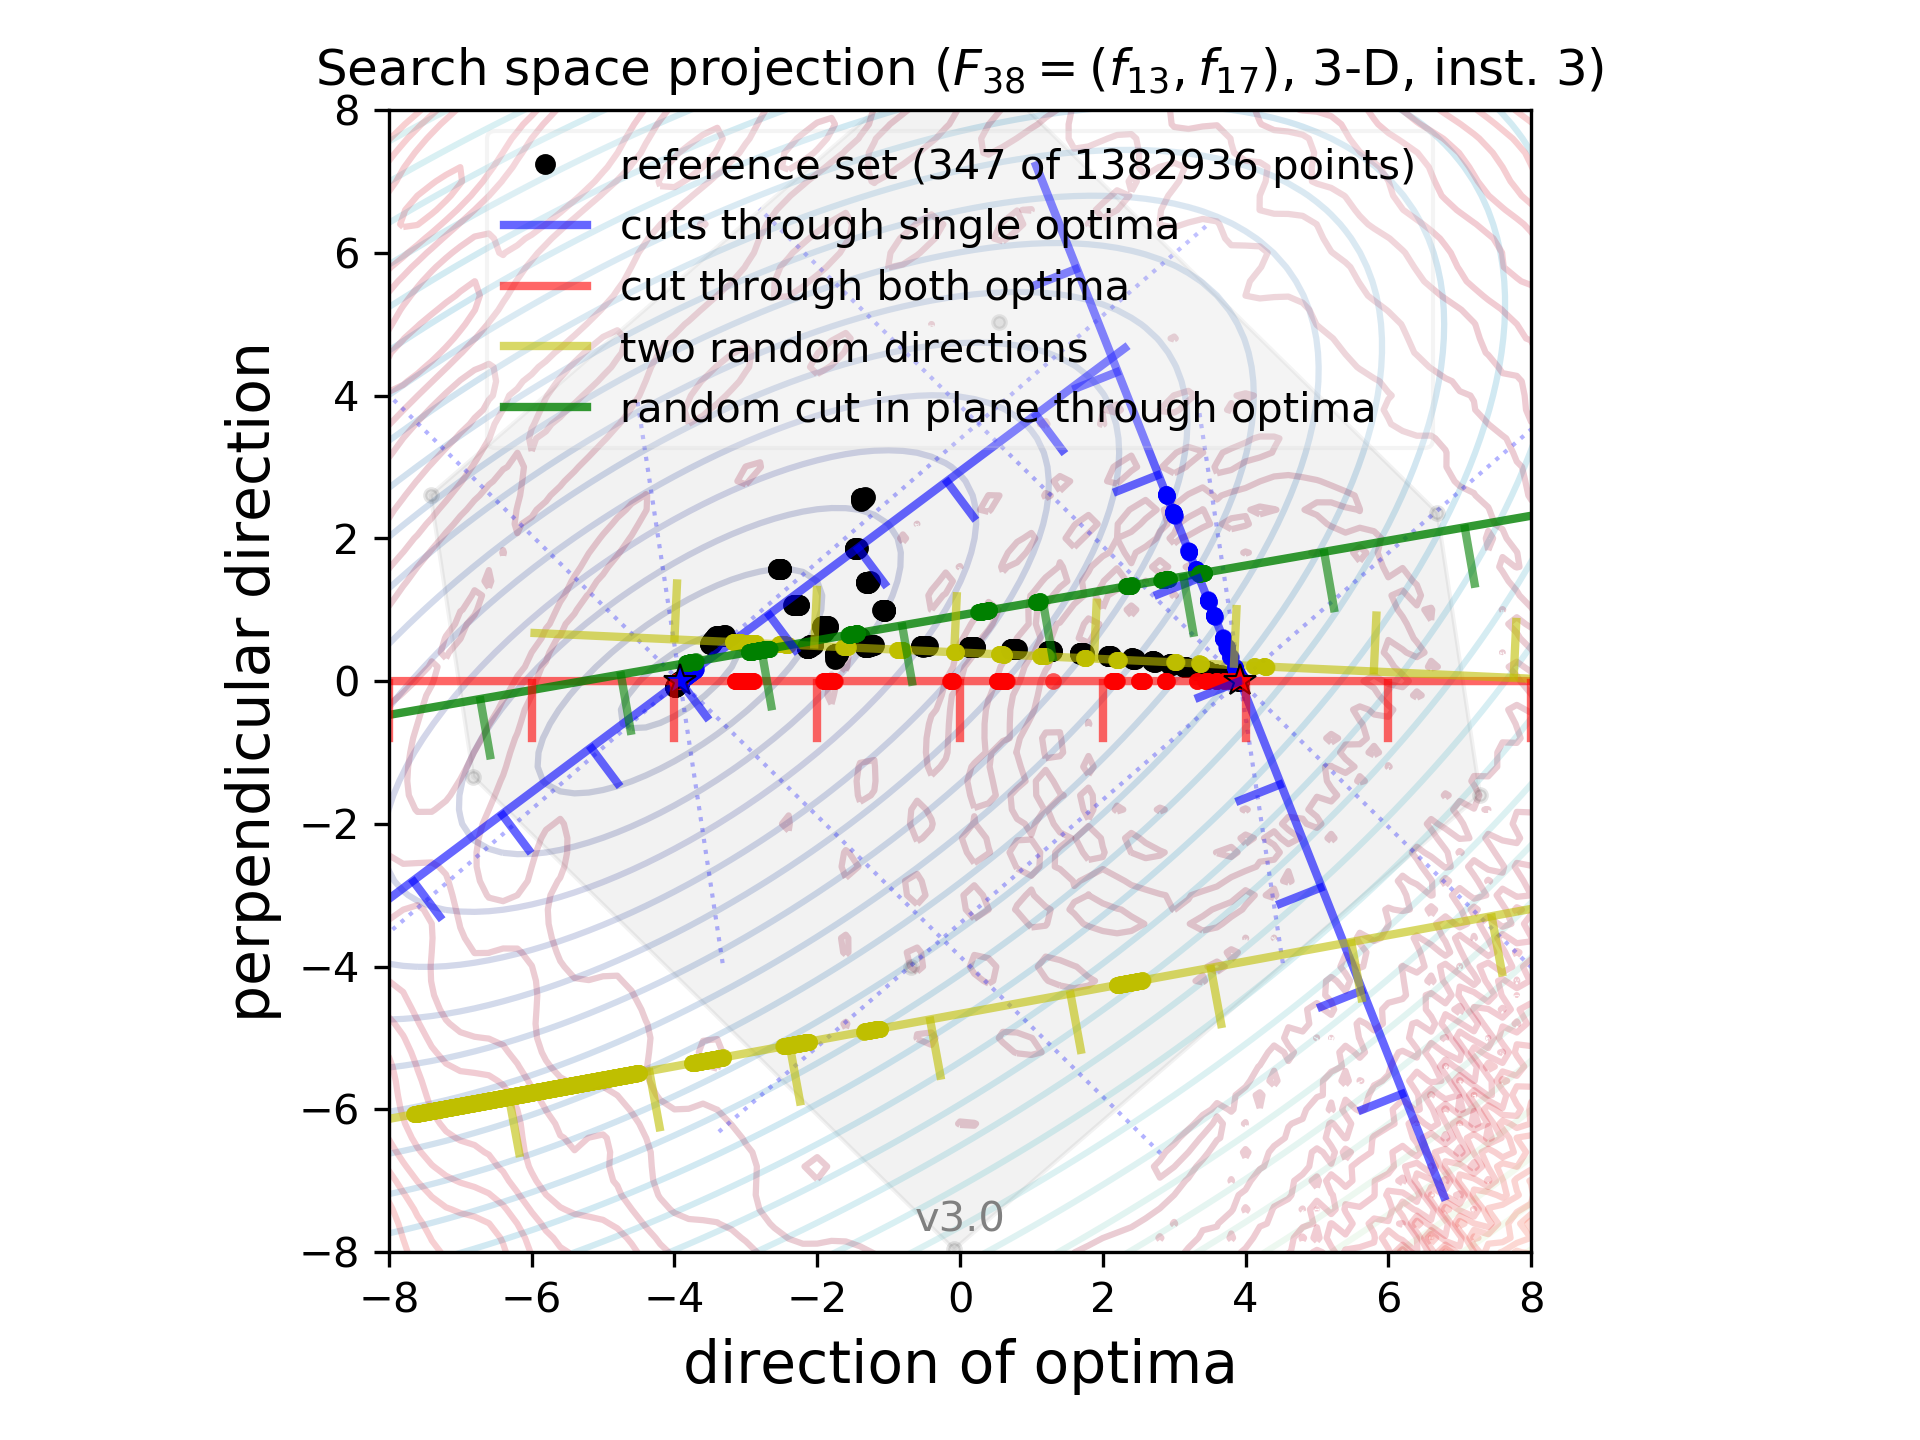 Search space projection (F38 = (f13, f17), 3-D, inst. 3)
reference set (347 of 1382936 points)
cuts through single optima
cut through both optima
two random directions
random cut in plane through optima
perpendicular direction
8
6
4
2
0
−2
−4
−6
−8
v3.0
−8 −6 −4 −2 0 2 4 6 8
direction of optima